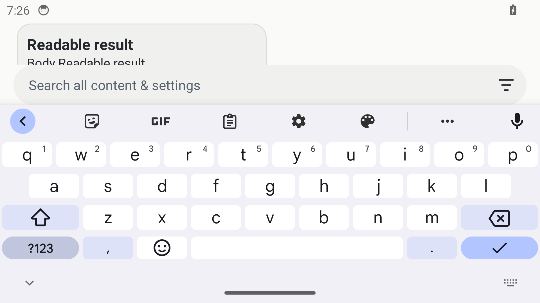 7:26
Readable result
Body Readable result
Search all content & settings
GIF
q 1 w 2 e 3 r 4 t 5 y 6 u 7 i 8 o 9 p 0
a s d f g h j k l
z x c v b n m
?123 , .